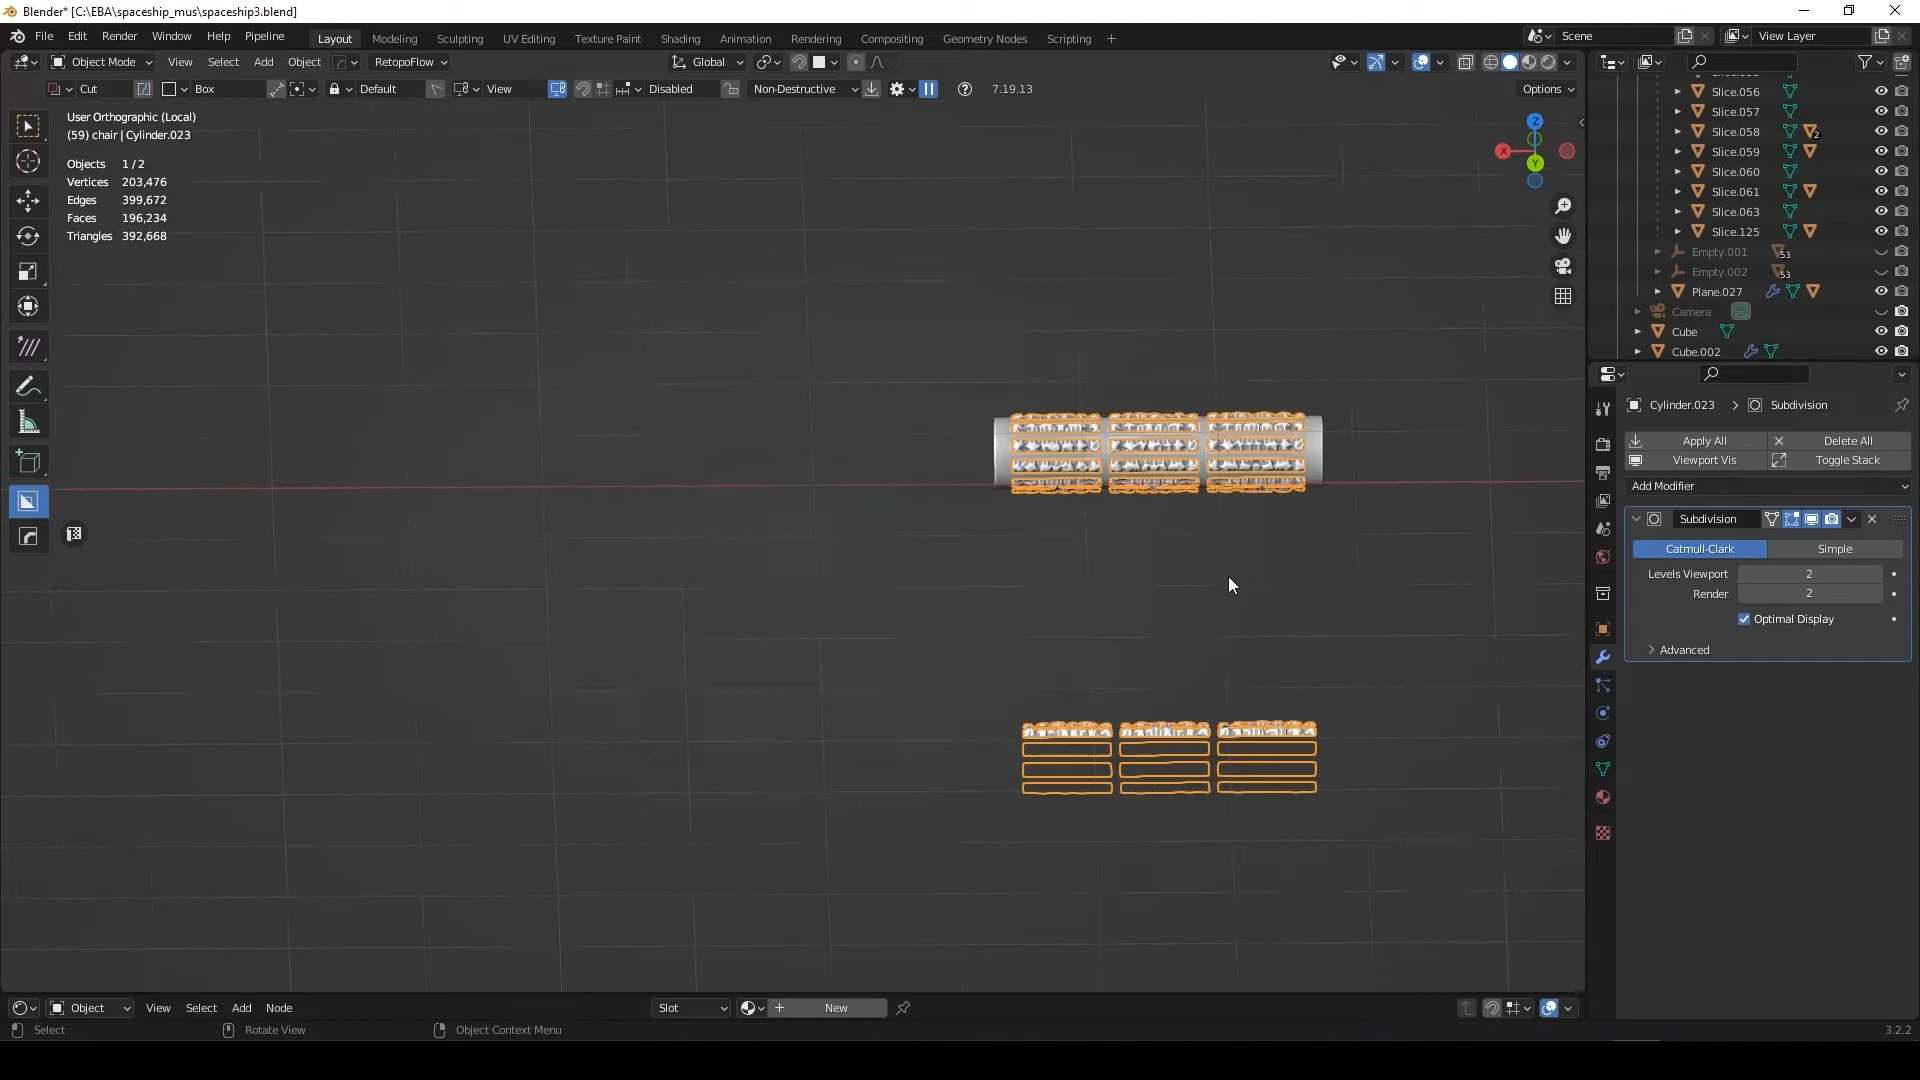 Blender* [C:\EBA\spaceship_mus\spaceship3.blend]
File Edit Render Window Help Pipeline Layout Modeling Sculpting UV Editing Texture Paint Shading Animation Rendering Compositing Geometry Nodes Scripting + Scene View Layer
Object Mode View Select Add Object RetopoFlow Global
Cut Box Default View Disabled Non-Destructive 7.19.13 Options
User Orthographic (Local)
(59) chair | Cylinder.023
Objects 1 / 2
Vertices 203,476
Edges 399,672
Faces 196,234
Triangles 392,668
Z
X
Y
Slice.056
Slice.057
Slice.058 2
Slice.059
Slice.060
Slice.061
Slice.063
Slice.125
Empty.001 53
Empty.002 53
Plane.027
Camera
Cube
Cube.002
Cylinder.023 > Subdivision
Apply All Delete All
Viewport Vis Toggle Stack
Add Modifier
Subdivision
Catmull-Clark Simple
Levels Viewport 2
Render 2
Optimal Display
Advanced
Object View Select Add Node Slot New
Select Rotate View Object Context Menu 3.2.2